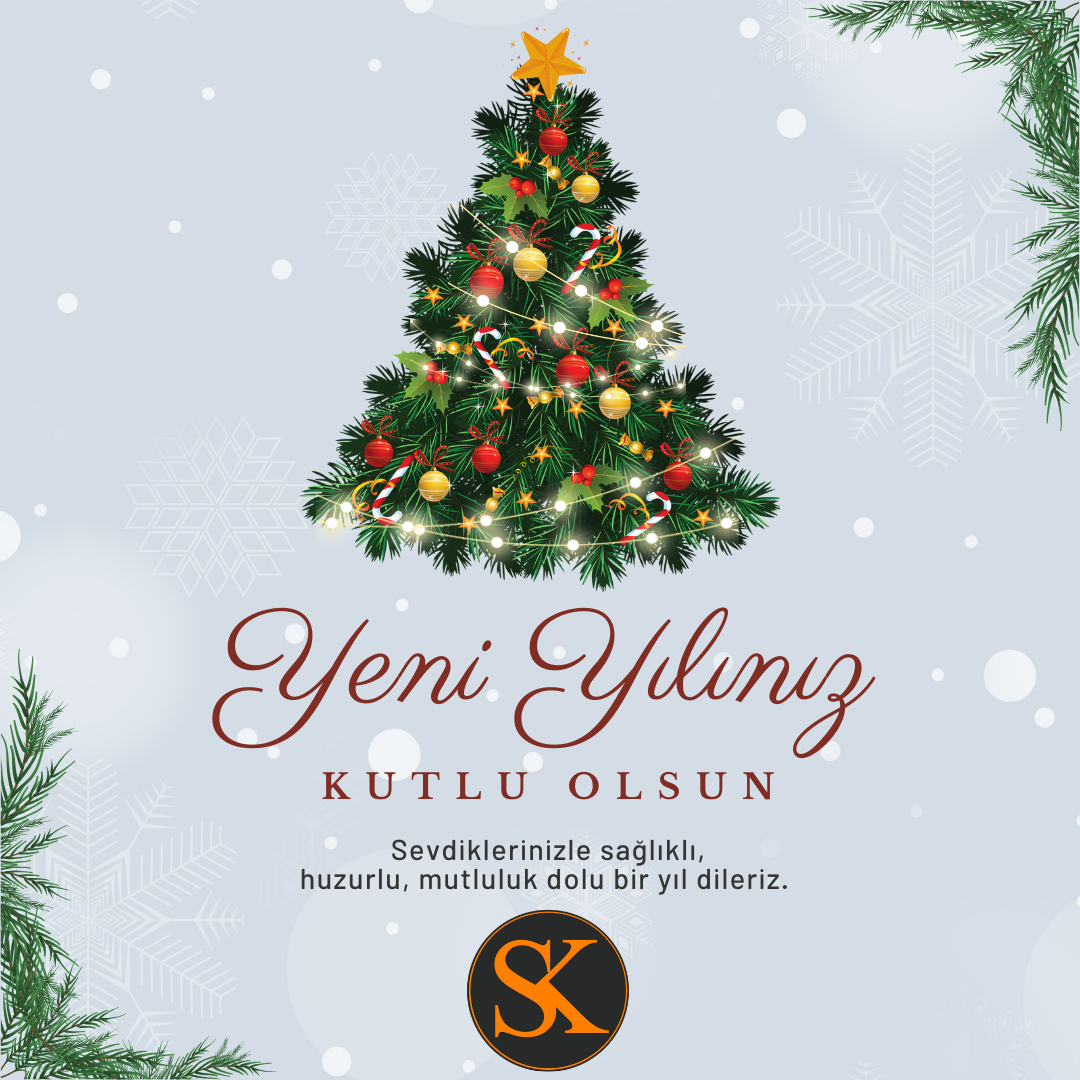 Yeni Yılınız
KUTLU OLSUN
Sevdiklerinizle sağlıklı,
huzurlu, mutluluk dolu bir yıl dileriz.
SK